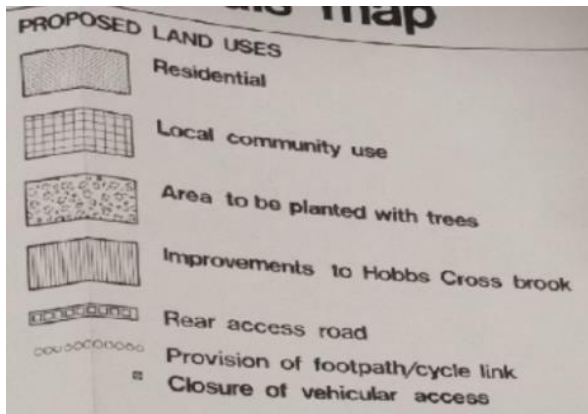 map
PROPOSED LAND USES
Residential
Local community use
Area to be planted with trees
Improvements to Hobbs Cross brook
Rear access road
Provision of footpath/cycle link
Closure of vehicular access